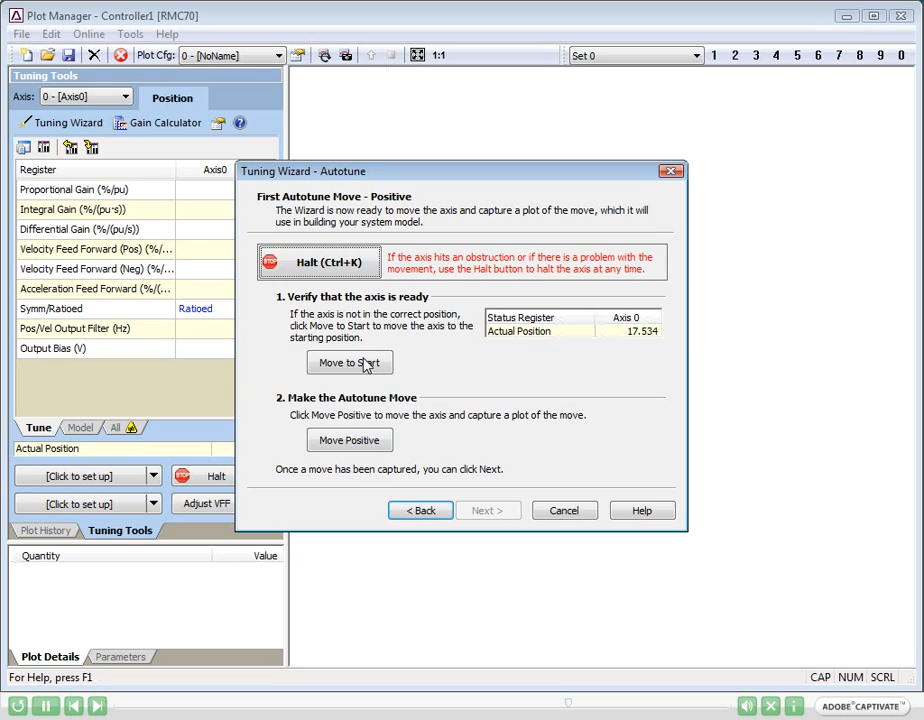 Plot Manager - Controller1 [RMC70]
File Edit Online Tools Help
Plot Cfg: 0 - [NoName] 1:1 Set 0 1 2 3 4 5 6 7 8 9 0
Tuning Tools
Axis: 0 - [Axis0] Position
Tuning Wizard Gain Calculator
Register Axis0
Proportional Gain (%/pu)
Integral Gain (%/(pu·s))
Differential Gain (%/(pu/s))
Velocity Feed Forward (Pos) (%/...
Velocity Feed Forward (Neg) (%/...
Acceleration Feed Forward (%/...
Symm/Ratioed Ratioed
Pos/Vel Output Filter (Hz)
Output Bias (V)
Tune Model All
Actual Position
[Click to set up] STOP Halt
[Click to set up] Adjust VFF
Plot History Tuning Tools
Quantity Value
Plot Details Parameters
Tuning Wizard - Autotune
First Autotune Move - Positive
The Wizard is now ready to move the axis and capture a plot of the move, which it will
use in building your system model.
STOP Halt (Ctrl+K)
If the axis hits an obstruction or if there is a problem with the
movement, use the Halt button to halt the axis at any time.
1. Verify that the axis is ready
If the axis is not in the correct position,
click Move to Start to move the axis to the
starting position.
Status Register Axis 0
Actual Position 17.534
Move to Start
2. Make the Autotune Move
Click Move Positive to move the axis and capture a plot of the move.
Move Positive
Once a move has been captured, you can click Next.
< Back Next > Cancel Help
For Help, press F1 CAP NUM SCRL
ADOBE® CAPTIVATE™